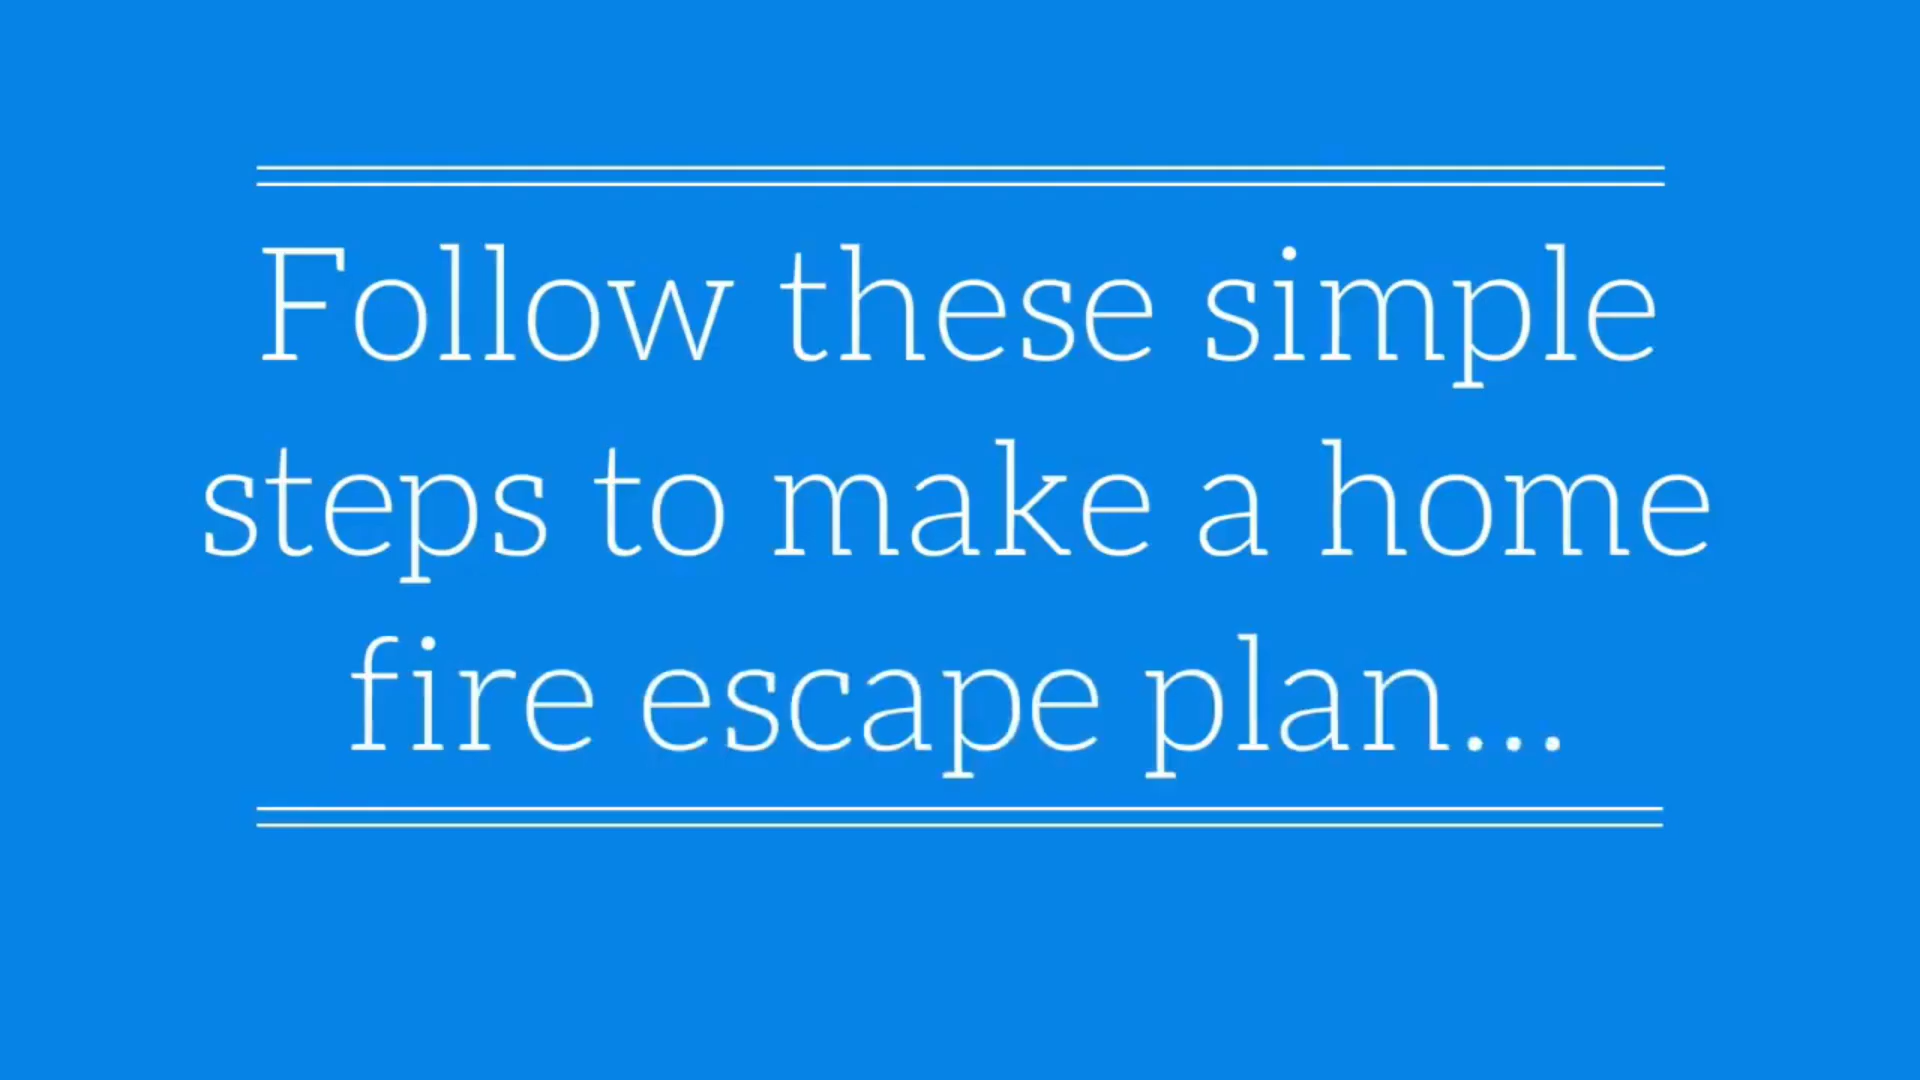 Follow these simple
steps to make a home
fire escape plan...